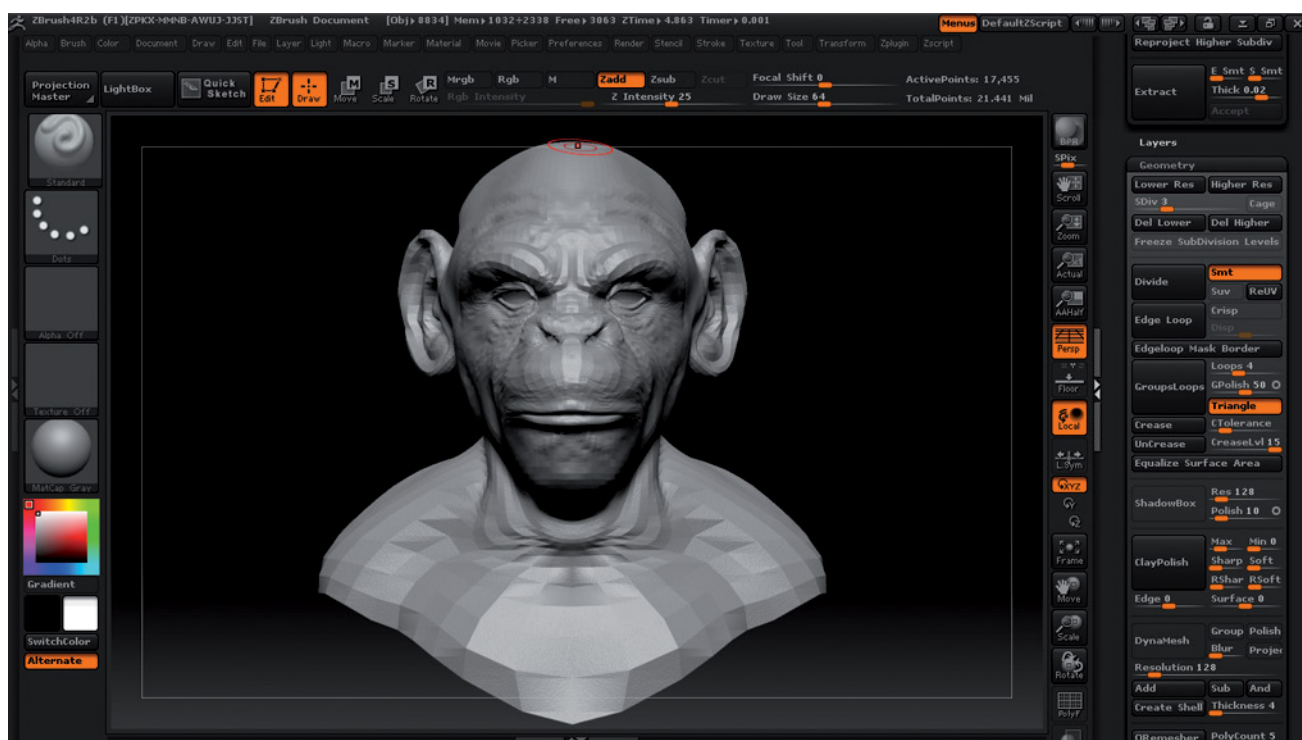 ZBrush4R2b (F1)[ZPKX-MMNB-AWUJ-JJST] ZBrush Document [Obj▸8834] Mem▸1032+2338 Free▸3063 ZTime▸4.863 Timer▸0.001 Menus DefaultZScript
Alpha Brush Color Document Draw Edit File Layer Light Macro Marker Material Movie Picker Preferences Render Stencil Stroke Texture Tool Transform Zplugin Zscript
Projection Master
LightBox
Quick Sketch
Edit
Draw
Move
Scale
Rotate
Mrgb Rgb M
Rgb Intensity
Zadd Zsub Zcut
Z Intensity 25
Focal Shift 0
Draw Size 64
ActivePoints: 17,455
TotalPoints: 21.441 Mil
Standard
Dots
Alpha Off
Texture Off
MatCap Gray
Gradient
SwitchColor
Alternate
BPR
SPix
Scroll
Zoom
Actual
AAHalf
Persp
Floor
Local
L.Sym
XYZ
Frame
Move
Scale
Rotate
PolyF
Reproject Higher Subdiv
Extract
E Smt S Smt
Thick 0.02
Accept
Layers
Geometry
Lower Res Higher Res
SDiv 3 Cage
Del Lower Del Higher
Freeze SubDivision Levels
Divide
Smt
Suv ReUV
Edge Loop
Crisp
Disp
Edgeloop Mask Border
GroupsLoops
Loops 4
GPolish 50
Triangle
Crease CTolerance
UnCrease CreaseLvl 15
Equalize Surface Area
ShadowBox
Res 128
Polish 10
ClayPolish
Max Min 0
Sharp Soft
RShar RSoft
Edge 0 Surface 0
DynaMesh
Group Polish
Blur Projec
Resolution 128
Add Sub And
Create Shell Thickness 4
QRemesher PolyCount 5